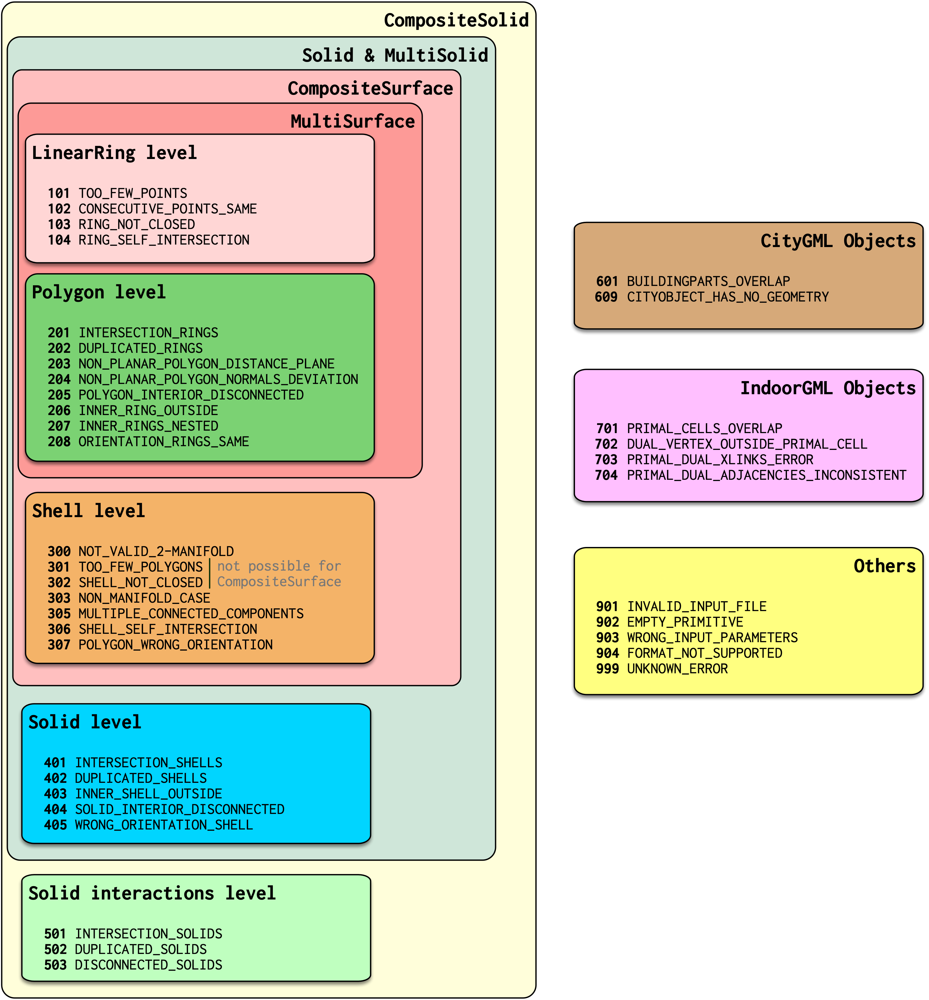 CompositeSolid
Solid & MultiSolid
CompositeSurface
MultiSurface
LinearRing level
101 TOO_FEW_POINTS
102 CONSECUTIVE_POINTS_SAME
103 RING_NOT_CLOSED
104 RING_SELF_INTERSECTION
Polygon level
201 INTERSECTION_RINGS
202 DUPLICATED_RINGS
203 NON_PLANAR_POLYGON_DISTANCE_PLANE
204 NON_PLANAR_POLYGON_NORMALS_DEVIATION
205 POLYGON_INTERIOR_DISCONNECTED
206 INNER_RING_OUTSIDE
207 INNER_RINGS_NESTED
208 ORIENTATION_RINGS_SAME
Shell level
300 NOT_VALID_2-MANIFOLD
301 TOO_FEW_POLYGONS
302 SHELL_NOT_CLOSED
not possible for
CompositeSurface
303 NON_MANIFOLD_CASE
305 MULTIPLE_CONNECTED_COMPONENTS
306 SHELL_SELF_INTERSECTION
307 POLYGON_WRONG_ORIENTATION
Solid level
401 INTERSECTION_SHELLS
402 DUPLICATED_SHELLS
403 INNER_SHELL_OUTSIDE
404 SOLID_INTERIOR_DISCONNECTED
405 WRONG_ORIENTATION_SHELL
Solid interactions level
501 INTERSECTION_SOLIDS
502 DUPLICATED_SOLIDS
503 DISCONNECTED_SOLIDS
CityGML Objects
601 BUILDINGPARTS_OVERLAP
609 CITYOBJECT_HAS_NO_GEOMETRY
IndoorGML Objects
701 PRIMAL_CELLS_OVERLAP
702 DUAL_VERTEX_OUTSIDE_PRIMAL_CELL
703 PRIMAL_DUAL_XLINKS_ERROR
704 PRIMAL_DUAL_ADJACENCIES_INCONSISTENT
Others
901 INVALID_INPUT_FILE
902 EMPTY_PRIMITIVE
903 WRONG_INPUT_PARAMETERS
904 FORMAT_NOT_SUPPORTED
999 UNKNOWN_ERROR